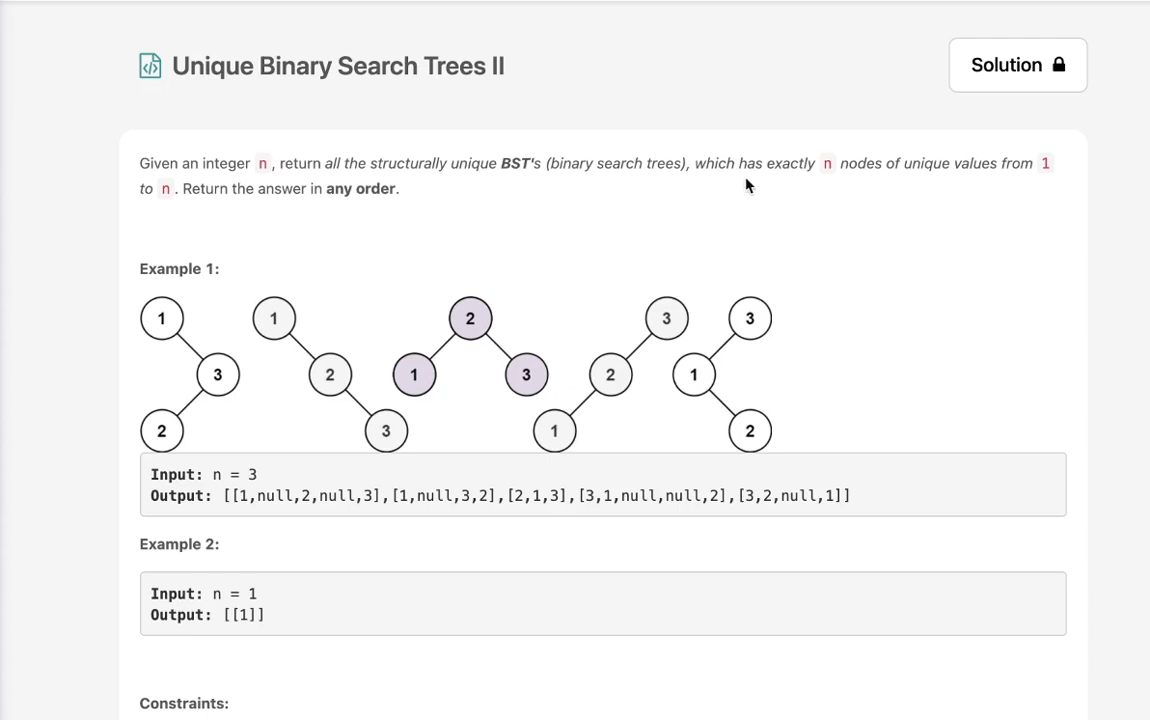 Unique Binary Search Trees II
Solution
Given an integer n, return all the structurally unique BST's (binary search trees), which has exactly n nodes of unique values from 1
to n. Return the answer in any order.
Example 1:
1 1 2 3 3
3 2 1 3 2 1
2 3 1 2
Input: n = 3
Output: [[1,null,2,null,3],[1,null,3,2],[2,1,3],[3,1,null,null,2],[3,2,null,1]]
Example 2:
Input: n = 1
Output: [[1]]
Constraints: